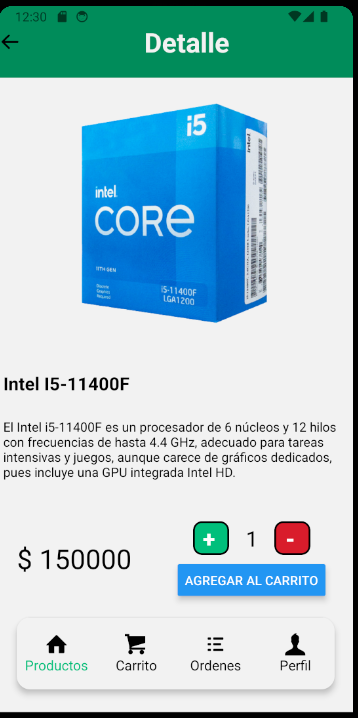 12:30
Detalle
i5
intel
CORE
11TH GEN
i5-11400F
LGA1200
Intel I5-11400F
El Intel i5-11400F es un procesador de 6 núcleos y 12 hilos
con frecuencias de hasta 4.4 GHz, adecuado para tareas
intensivas y juegos, aunque carece de gráficos dedicados,
pues incluye una GPU integrada Intel HD.
$ 150000
+ 1 -
AGREGAR AL CARRITO
Productos Carrito Ordenes Perfil